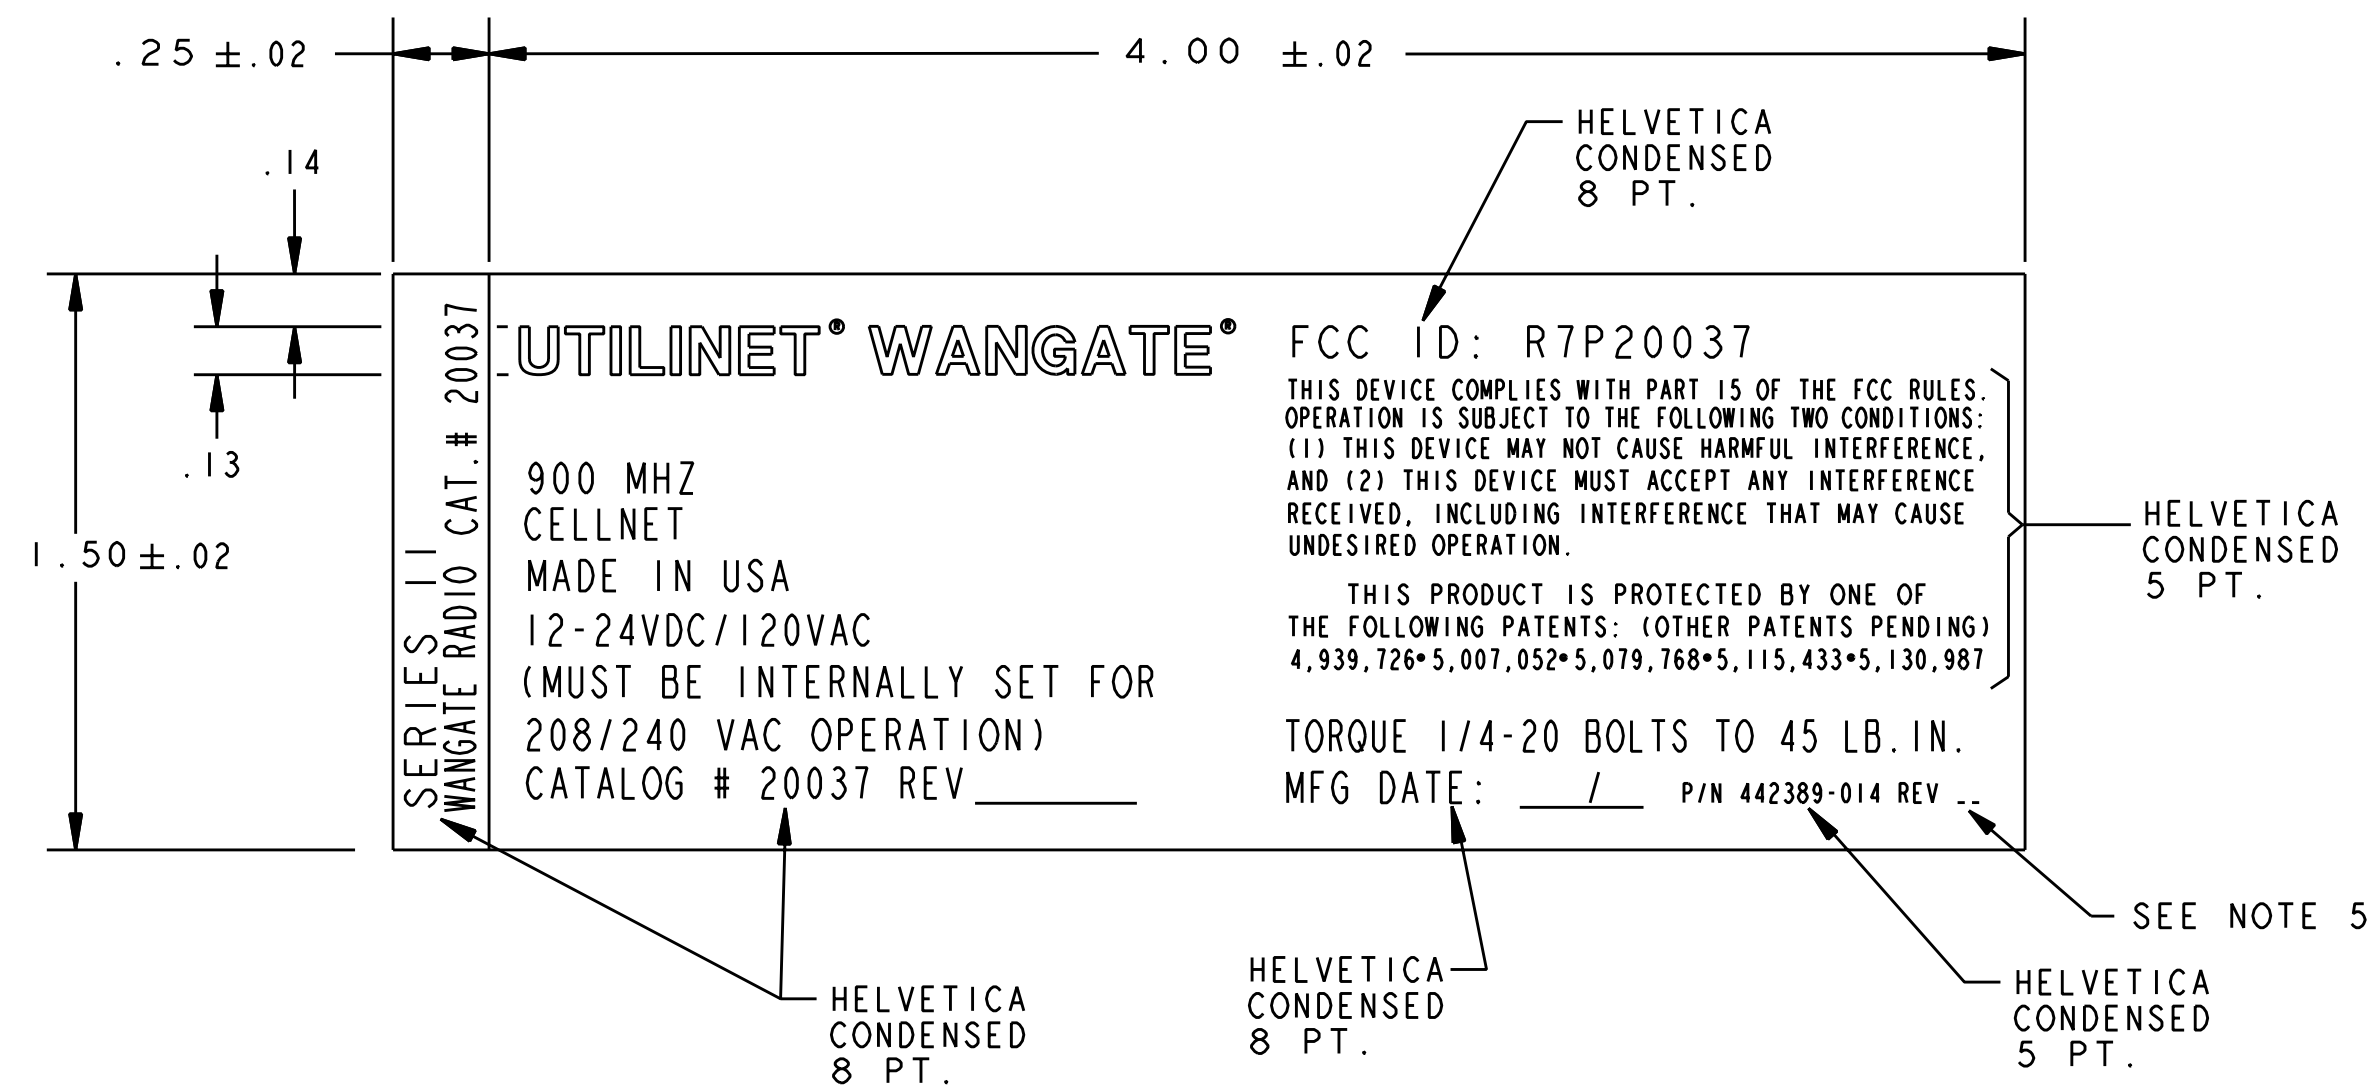 .25 ±.02
4.00 ±.02
HELVETICA
CONDENSED
8 PT.
.14
.13
1.50 ±.02
SERIES II
WANGATE RADIO CAT.# 20037
UTILINET® WANGATE®
900 MHZ
CELLNET
MADE IN USA
12-24VDC/120VAC
(MUST BE INTERNALLY SET FOR
208/240 VAC OPERATION)
CATALOG # 20037 REV______
FCC ID: R7P20037
THIS DEVICE COMPLIES WITH PART 15 OF THE FCC RULES.
OPERATION IS SUBJECT TO THE FOLLOWING TWO CONDITIONS:
(1) THIS DEVICE MAY NOT CAUSE HARMFUL INTERFERENCE,
AND (2) THIS DEVICE MUST ACCEPT ANY INTERFERENCE
RECEIVED, INCLUDING INTERFERENCE THAT MAY CAUSE
UNDESIRED OPERATION.
THIS PRODUCT IS PROTECTED BY ONE OF
THE FOLLOWING PATENTS: (OTHER PATENTS PENDING)
4,939,726•5,007,052•5,079,768•5,115,433•5,130,987
TORQUE 1/4-20 BOLTS TO 45 LB.IN.
MFG DATE: ___/___ P/N 442389-014 REV --
HELVETICA
CONDENSED
5 PT.
SEE NOTE 5
HELVETICA
CONDENSED
8 PT.
HELVETICA
CONDENSED
8 PT.
HELVETICA
CONDENSED
5 PT.